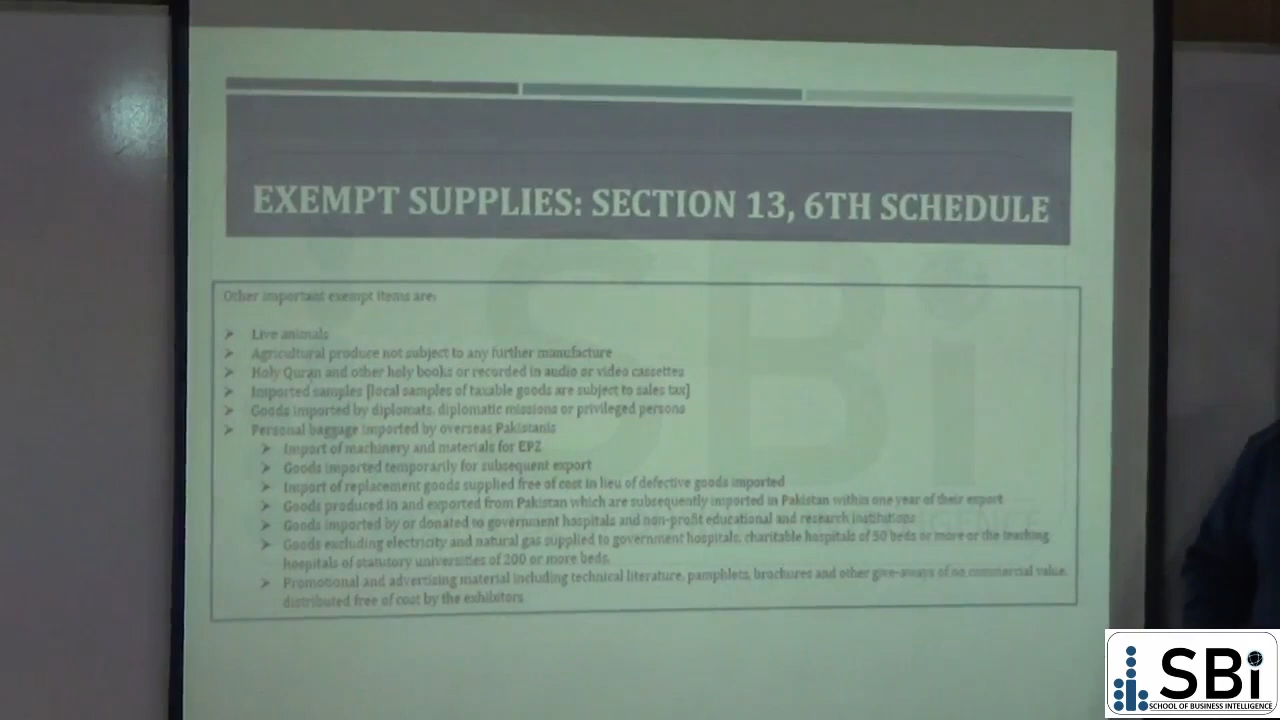 EXEMPT SUPPLIES: SECTION 13, 6TH SCHEDULE
Other important exempt items are:
Live animals
Agricultural produce not subject to any further manufacture
Holy Quran and other holy books or recorded in audio or video cassettes
Imported samples [local samples of taxable goods are subject to sales tax]
Goods imported by diplomats, diplomatic missions or privileged persons
Personal baggage imported by overseas Pakistanis
Import of machinery and materials for EPZ
Goods imported temporarily for subsequent export
Import of replacement goods supplied free of cost in lieu of defective goods imported
Goods produced in and exported from Pakistan which are subsequently imported in Pakistan within one year of their export
Goods imported by or donated to government hospitals and non-profit educational and research institutions
Goods excluding electricity and natural gas supplied to government hospitals, charitable hospitals of 50 beds or more or the teaching
hospitals of statutory universities of 200 or more beds.
Promotional and advertising material including technical literature, pamphlets, brochures and other give-aways of no commercial value,
distributed free of cost by the exhibitors
SBi
SCHOOL OF BUSINESS INTELLIGENCE